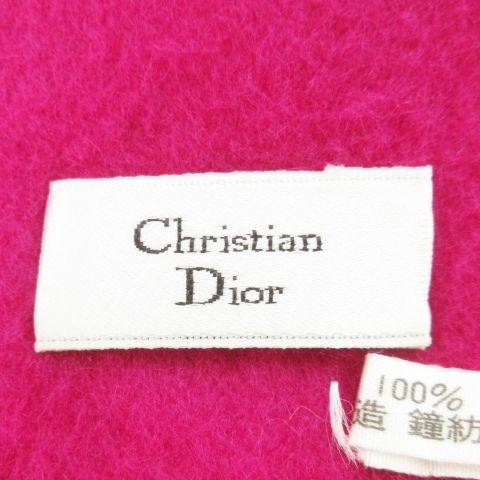 Christian
Dior
100%
造 鐘紡